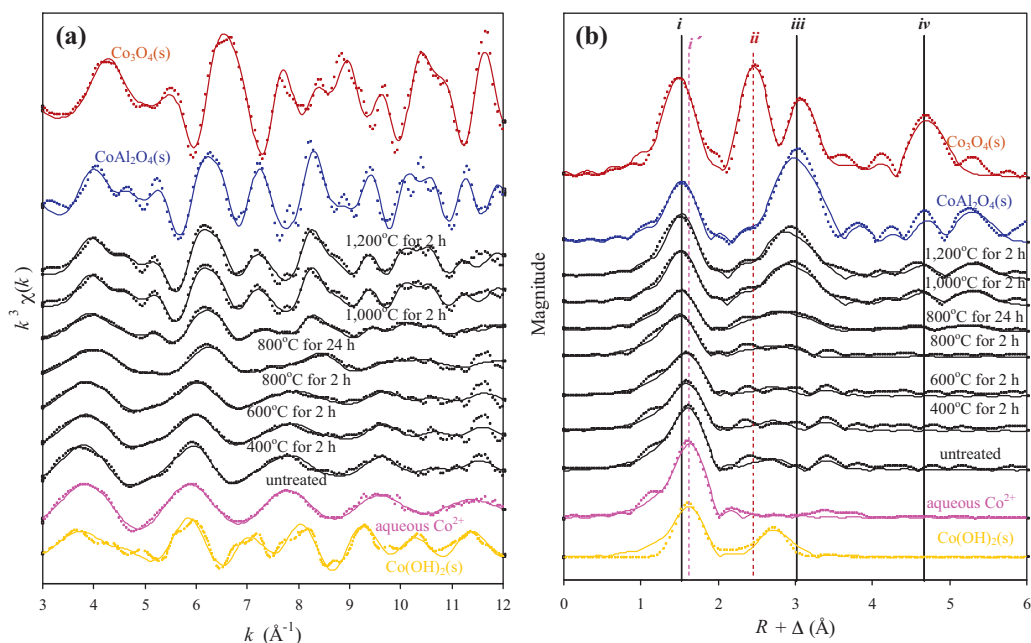 (a)
Co₃O₄(s)
CoAl₂O₄(s)
1,200°C for 2 h
1,000°C for 2 h
800°C for 24 h
800°C for 2 h
600°C for 2 h
400°C for 2 h
untreated
aqueous Co²⁺
Co(OH)₂(s)
k³ χ(k)
3 4 5 6 7 8 9 10 11 12
k (Å⁻¹)
(b)
i ii iii iv
Co₃O₄(s)
CoAl₂O₄(s)
1,200°C for 2 h
1,000°C for 2 h
800°C for 24 h
800°C for 2 h
600°C for 2 h
400°C for 2 h
untreated
aqueous Co²⁺
Co(OH)₂(s)
Magnitude
0 1 2 3 4 5 6
R + Δ (Å)